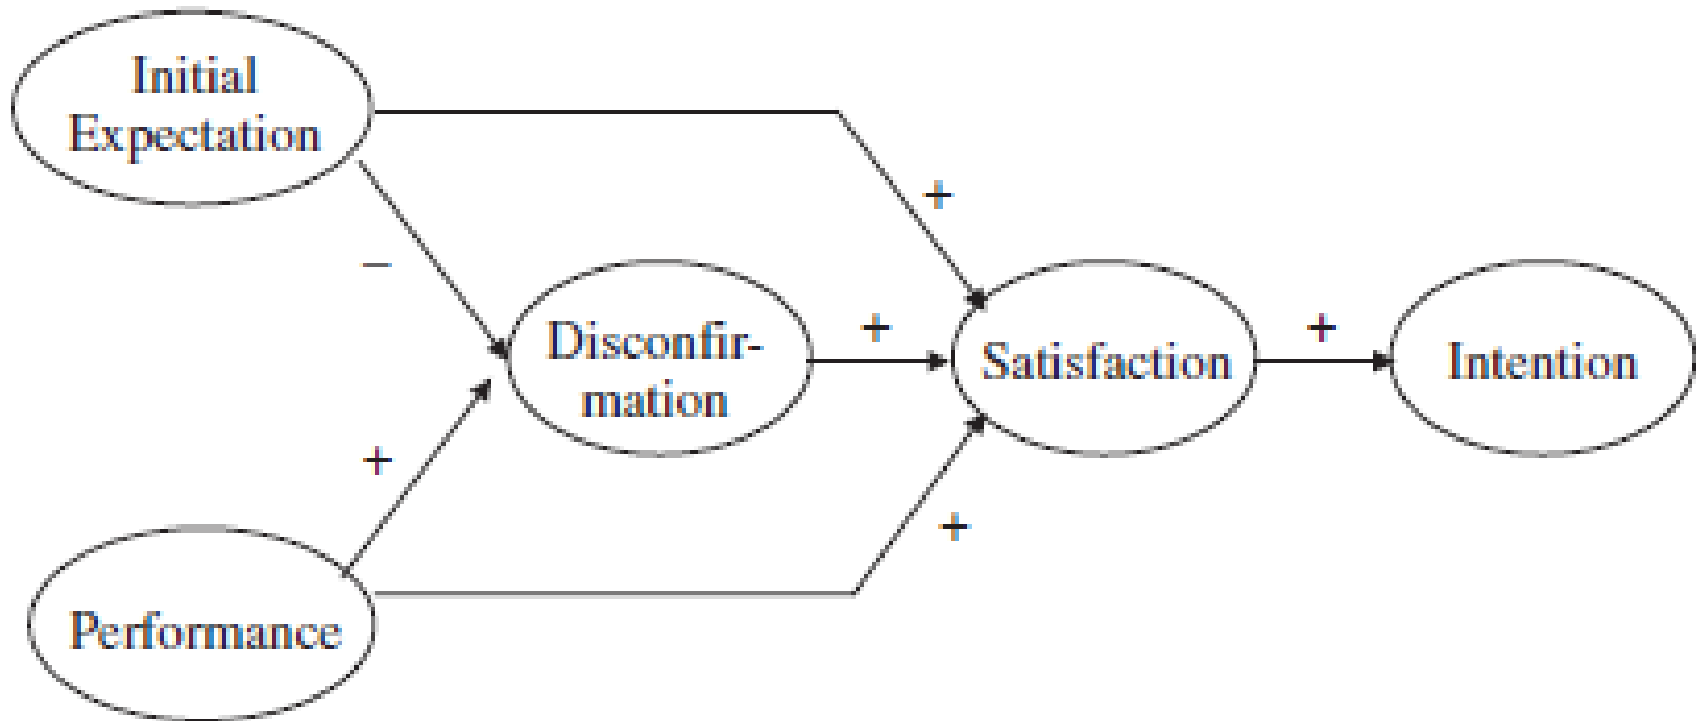 Initial
Expectation
+
–
Disconfir-
mation
+
Satisfaction
+
Intention
+
+
Performance